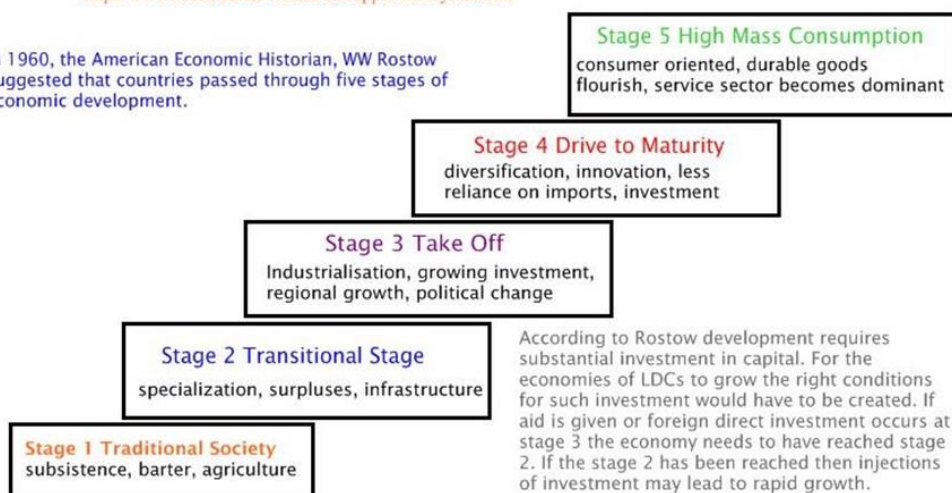 1960, the American Economic Historian, WW Rostow
uggested that countries passed through five stages of
conomic development.
Stage 5 High Mass Consumption
consumer oriented, durable goods
flourish, service sector becomes dominant
Stage 4 Drive to Maturity
diversification, innovation, less
reliance on imports, investment
Stage 3 Take Off
Industrialisation, growing investment,
regional growth, political change
Stage 2 Transitional Stage
specialization, surpluses, infrastructure
Stage 1 Traditional Society
subsistence, barter, agriculture
According to Rostow development requires
substantial investment in capital. For the
economies of LDCs to grow the right conditions
for such investment would have to be created. If
aid is given or foreign direct investment occurs at
stage 3 the economy needs to have reached stage
2. If the stage 2 has been reached then injections
of investment may lead to rapid growth.